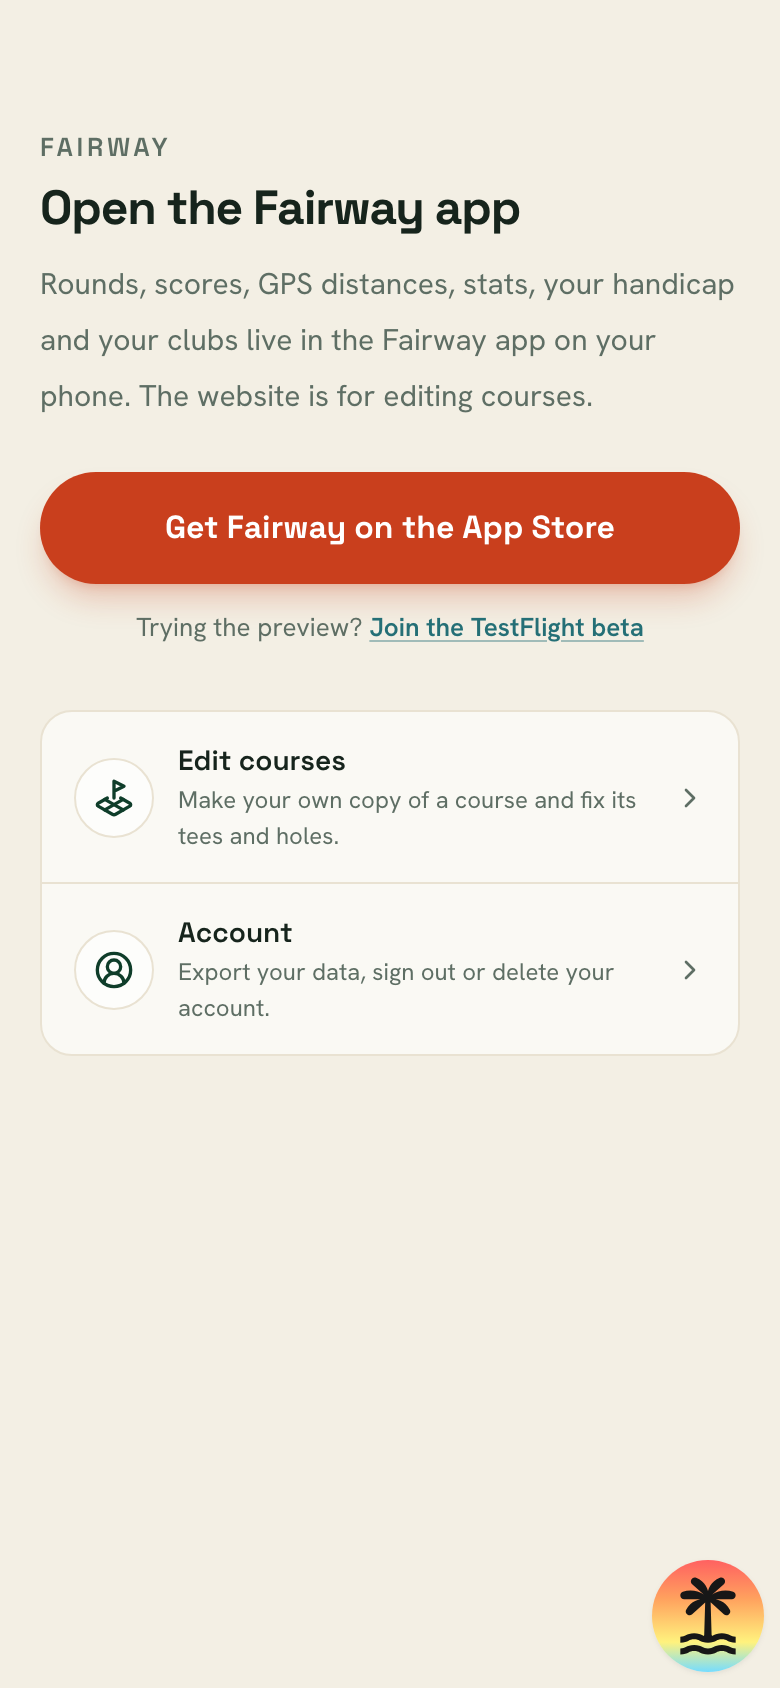 FAIRWAY
Open the Fairway app
Rounds, scores, GPS distances, stats, your handicap
and your clubs live in the Fairway app on your
phone. The website is for editing courses.
Get Fairway on the App Store
Trying the preview? Join the TestFlight beta
Edit courses
Make your own copy of a course and fix its
tees and holes.
Account
Export your data, sign out or delete your
account.